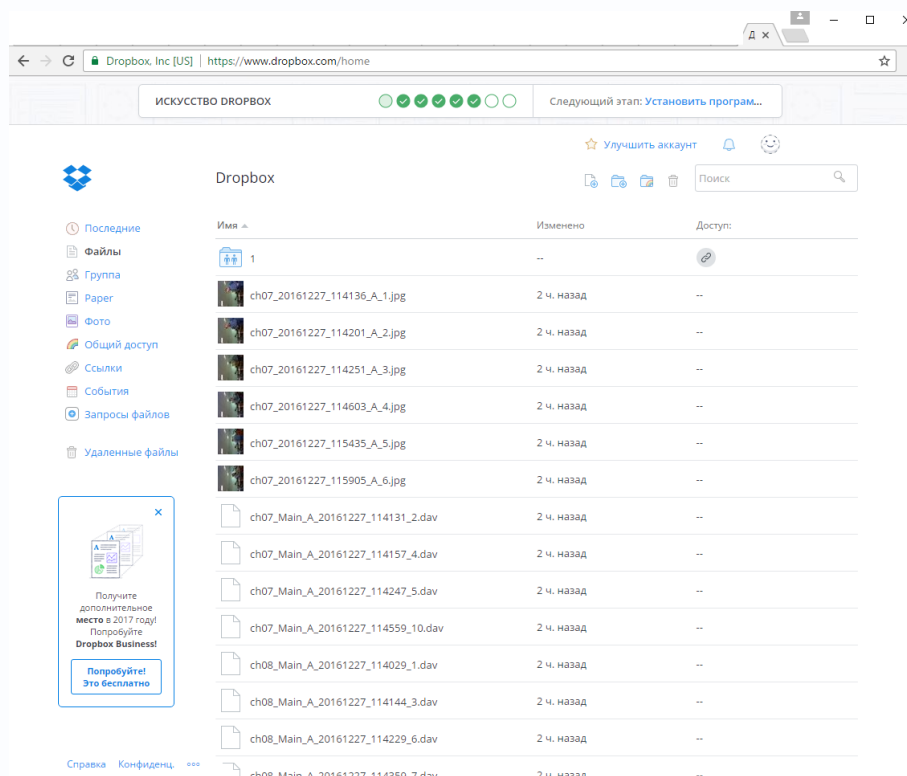 Д
Dropbox, Inc [US] | https://www.dropbox.com/home
ИСКУССТВО DROPBOX
Следующий этап: Установить програм...
Улучшить аккаунт
Dropbox
Поиск
Последние
Файлы
Группа
Paper
Фото
Общий доступ
Ссылки
События
Запросы файлов
Удаленные файлы
Получите
дополнительное
место в 2017 году!
Попробуйте
Dropbox Business!
Попробуйте!
Это бесплатно
Справка Конфиденц.
Имя Изменено Доступ:
1 --
ch07_20161227_114136_A_1.jpg 2 ч. назад --
ch07_20161227_114201_A_2.jpg 2 ч. назад --
ch07_20161227_114251_A_3.jpg 2 ч. назад --
ch07_20161227_114603_A_4.jpg 2 ч. назад --
ch07_20161227_115435_A_5.jpg 2 ч. назад --
ch07_20161227_115905_A_6.jpg 2 ч. назад --
ch07_Main_A_20161227_114131_2.dav 2 ч. назад --
ch07_Main_A_20161227_114157_4.dav 2 ч. назад --
ch07_Main_A_20161227_114247_5.dav 2 ч. назад --
ch07_Main_A_20161227_114559_10.dav 2 ч. назад --
ch08_Main_A_20161227_114029_1.dav 2 ч. назад --
ch08_Main_A_20161227_114144_3.dav 2 ч. назад --
ch08_Main_A_20161227_114229_6.dav 2 ч. назад --
ch08_Main_A_20161227_114359_7.dav 2 ч. назад --